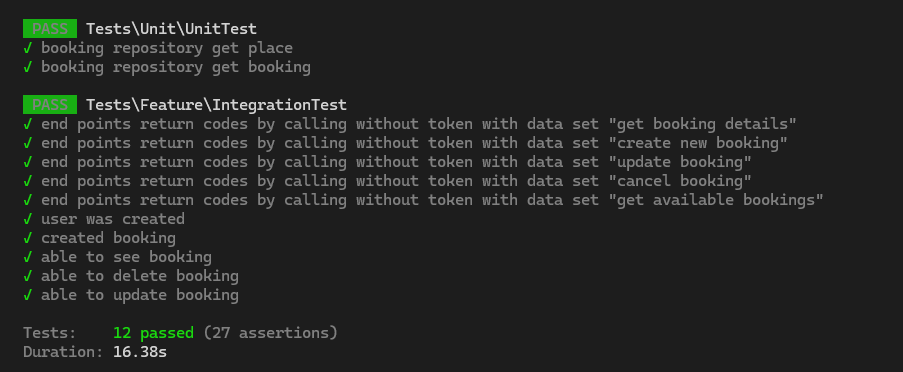 PASS Tests\Unit\UnitTest
✓ booking repository get place
✓ booking repository get booking
PASS Tests\Feature\IntegrationTest
✓ end points return codes by calling without token with data set "get booking details"
✓ end points return codes by calling without token with data set "create new booking"
✓ end points return codes by calling without token with data set "update booking"
✓ end points return codes by calling without token with data set "cancel booking"
✓ end points return codes by calling without token with data set "get available bookings"
✓ user was created
✓ created booking
✓ able to see booking
✓ able to delete booking
✓ able to update booking
Tests: 12 passed (27 assertions)
Duration: 16.38s